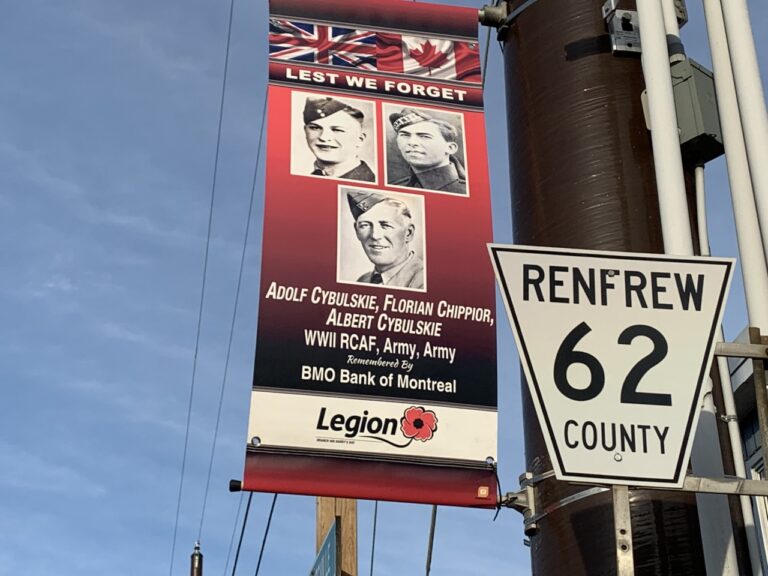 LEST WE FORGET
ADOLF CYBULSKIE, FLORIAN CHIPPIOR,
ALBERT CYBULSKIE
WWII RCAF, Army, Army
Remembered By
BMO Bank of Montreal
Legion
RENFREW
62
COUNTY